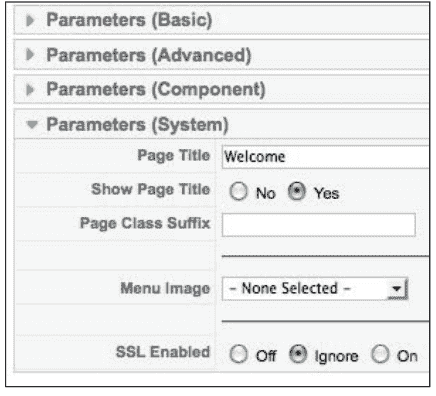 Parameters (Basic)
Parameters (Advanced)
Parameters (Component)
Parameters (System)
Page Title Welcome
Show Page Title No Yes
Page Class Suffix
Menu Image - None Selected -
SSL Enabled Off Ignore On